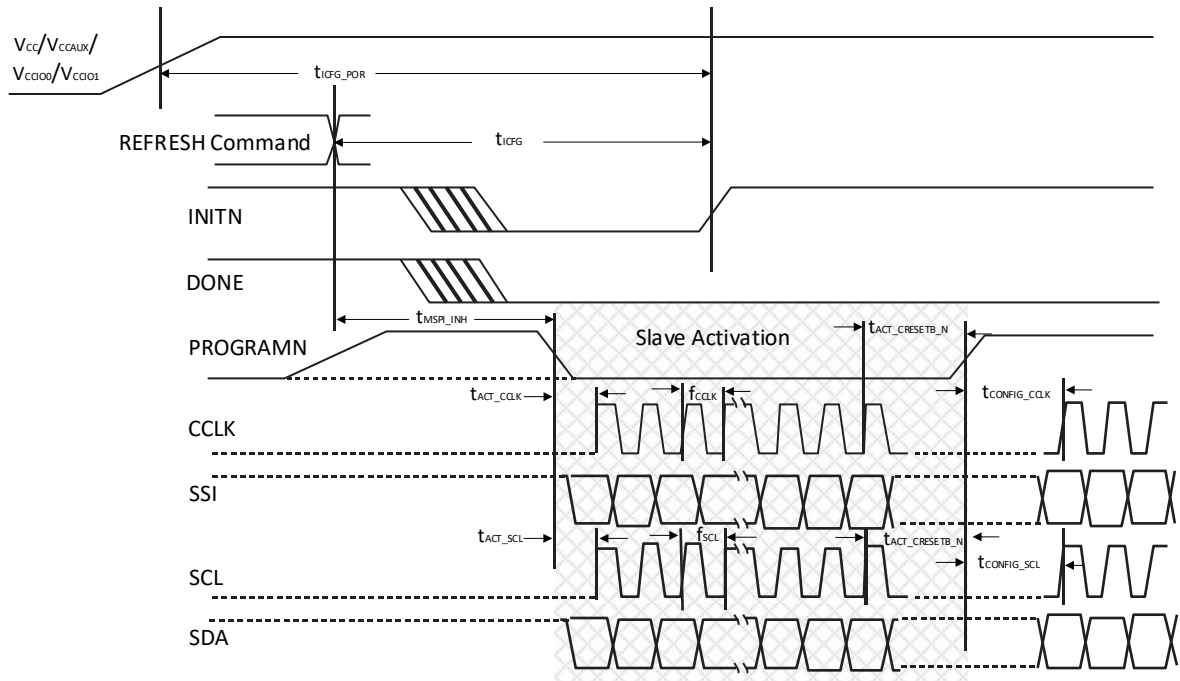 VCC/VCCAUX/
VCCIO0/VCCIO1
tICFG_POR
REFRESH Command
tICFG
INITN
DONE
tMSPI_INH
Slave Activation
tACT_CRESETB_N
PROGRAMN
tACT_CCLK
fCCLK
tCONFIG_CCLK
CCLK
SSI
tACT_SCL
fSCL
tACT_CRESETB_N
tCONFIG_SCL
SCL
SDA